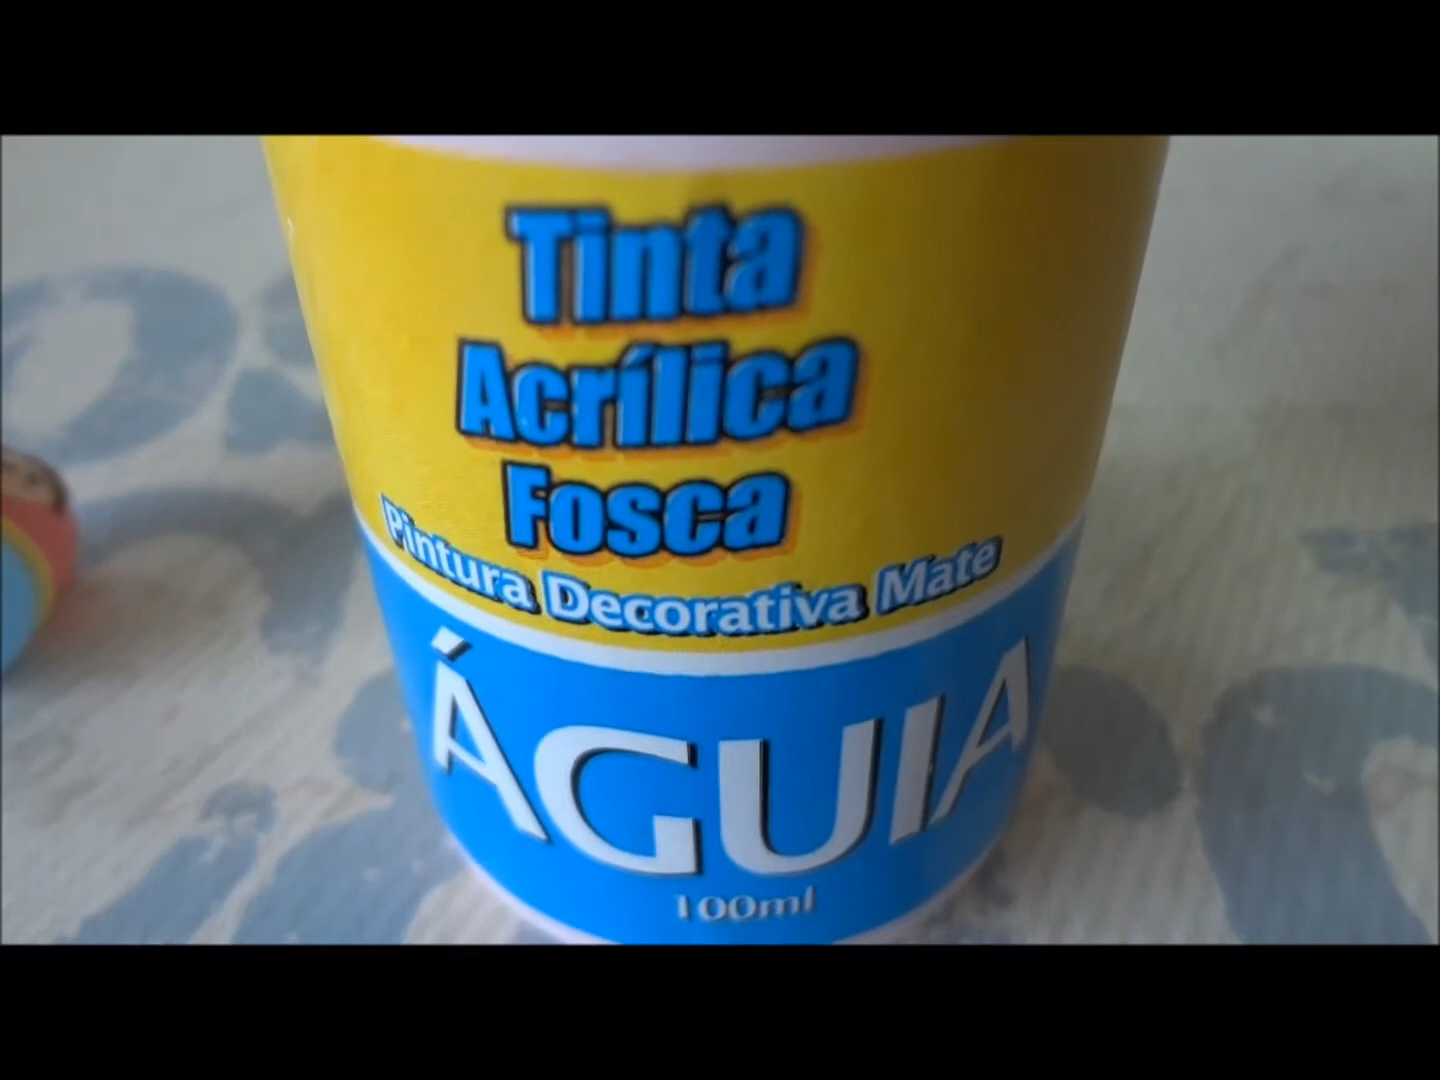 Tinta
Acrílica
Fosca
Pintura Decorativa Mate
ÁGUIA
100ml